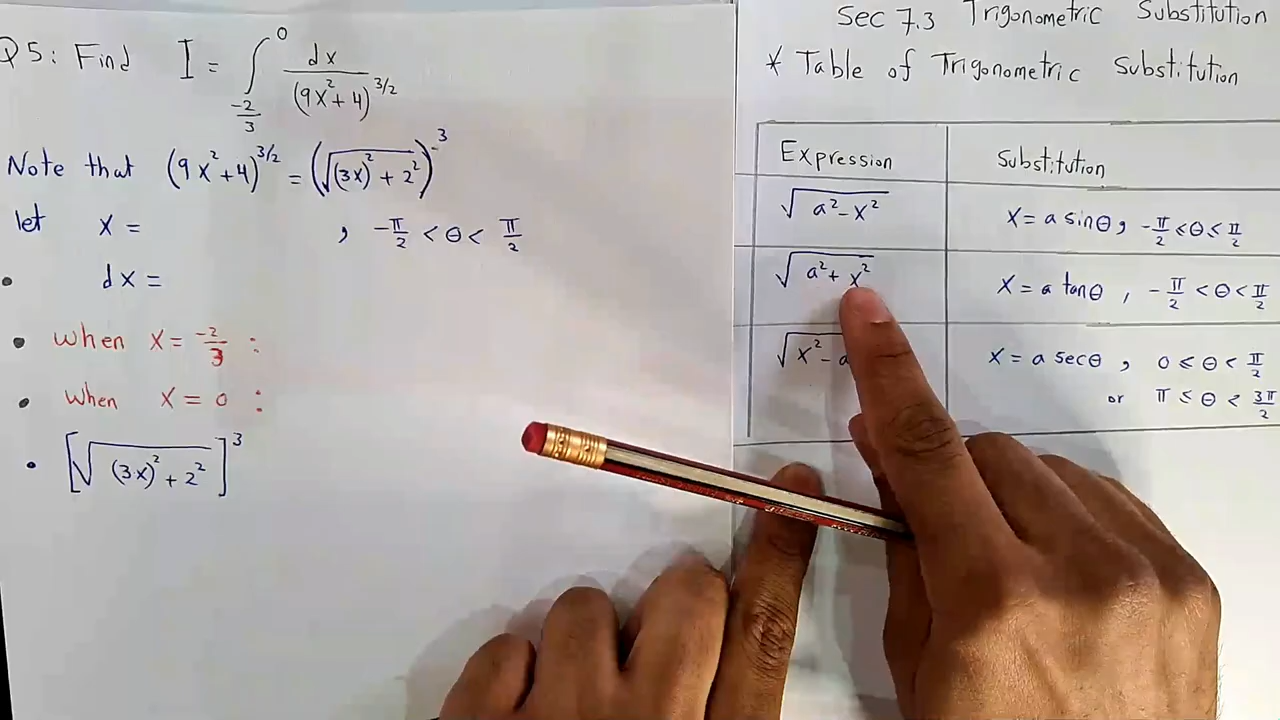 Q5: Find I = ∫_{-2/3}^{0} dx / (9x²+4)^{3/2}
Note that (9x²+4)^{3/2} = (√((3x)² + 2²))^3
let x = , -π/2 < θ < π/2
• dx =
• When x = -2/3 :
• When x = 0 :
• [√((3x)² + 2²)]^3
Sec 7.3 Trigonometric Substitution
* Table of Trigonometric Substitution
Expression Substitution
√(a² - x²) x = a sinθ, -π/2 ≤ θ ≤ π/2
√(a² + x²) x = a tanθ, -π/2 < θ < π/2
√(x² - a x = a secθ, 0 ≤ θ < π/2
or π ≤ θ < 3π/2